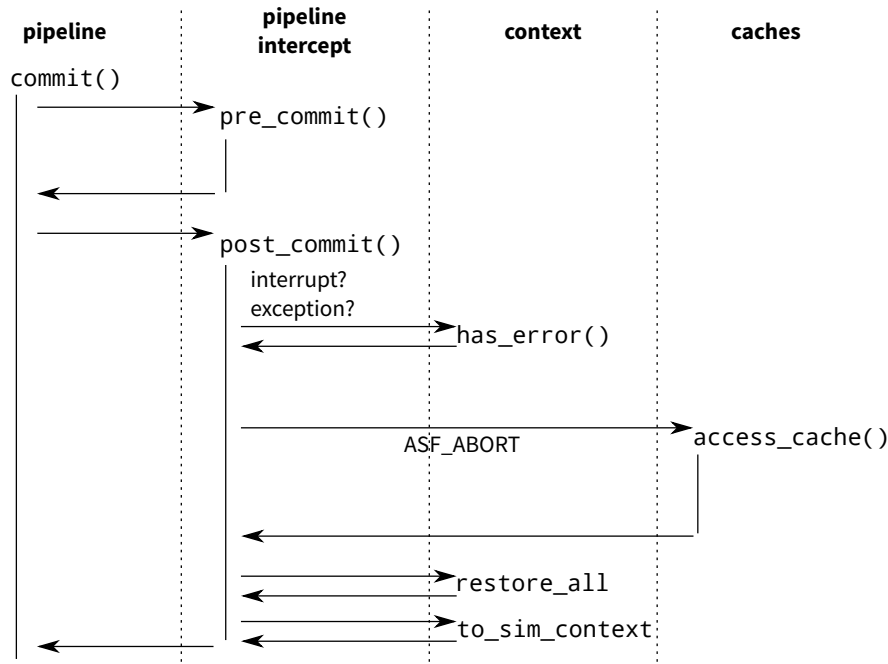 pipeline
pipeline
intercept
context
caches
commit()
pre_commit()
post_commit()
interrupt?
exception?
has_error()
ASF_ABORT
access_cache()
restore_all
to_sim_context